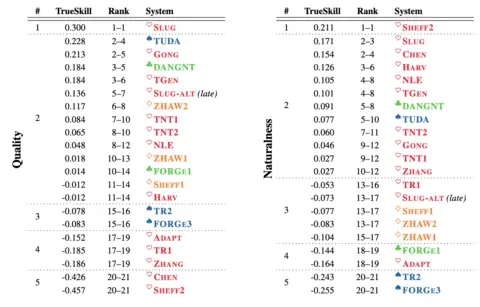 # TrueSkill Range System
1 0.300 1–1 ♡ SLUG
0.228 2–4 ♠ TUDA
0.213 2–5 ♡ GONG
0.184 3–5 ♣ DANGNT
0.184 3–6 ♡ TGEN
0.136 5–7 ♡ SLUG-ALT (late)
0.117 6–8 ♢ ZHAW2
2 0.084 7–10 ♡ TNT1
0.065 8–10 ♡ TNT2
0.048 8–12 ♡ NLE
0.018 10–13 ♢ ZHAW1
0.014 10–14 ♣ FORGE1
-0.012 11–14 ♢ SHEFF1
-0.012 11–14 ♡ HARV
3 -0.078 15–16 ♠ TR2
-0.083 15–16 ♠ FORGE3
-0.152 17–19 ♡ ADAPT
4 -0.185 17–19 ♡ TR1
-0.186 17–19 ♡ ZHANG
5 -0.426 20–21 ♡ CHEN
-0.457 20–21 ♡ SHEFF2
Quality
# TrueSkill Range System
1 0.211 1–1 ♡ SHEFF2
0.171 2–3 ♡ SLUG
0.154 2–4 ♡ CHEN
0.126 3–6 ♡ HARV
0.105 4–8 ♡ NLE
0.101 4–8 ♡ TGEN
2 0.091 5–8 ♣ DANGNT
0.077 5–10 ♠ TUDA
0.060 7–11 ♡ TNT2
0.046 9–12 ♡ GONG
0.027 9–12 ♡ TNT1
0.027 10–12 ♡ ZHANG
-0.053 13–16 ♡ TR1
-0.073 13–17 ♡ SLUG-ALT (late)
3 -0.077 13–17 ♢ SHEFF1
-0.083 13–17 ♢ ZHAW2
-0.104 15–17 ♢ ZHAW1
4 -0.144 18–19 ♣ FORGE1
-0.164 18–19 ♡ ADAPT
5 -0.243 20–21 ♠ TR2
-0.255 20–21 ♠ FORGE3
Naturalness